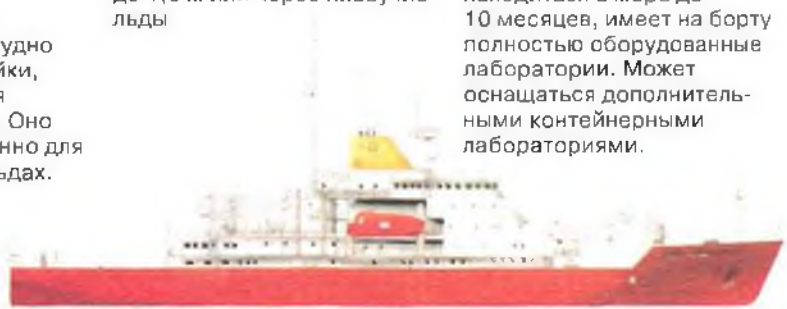 удно
йки,
я
Оно
нно для
ьдах.
льды
10 месяцев, имеет на борту
полностью оборудованные
лаборатории. Может
оснащаться дополнитель-
ными контейнерными
лабораториями.